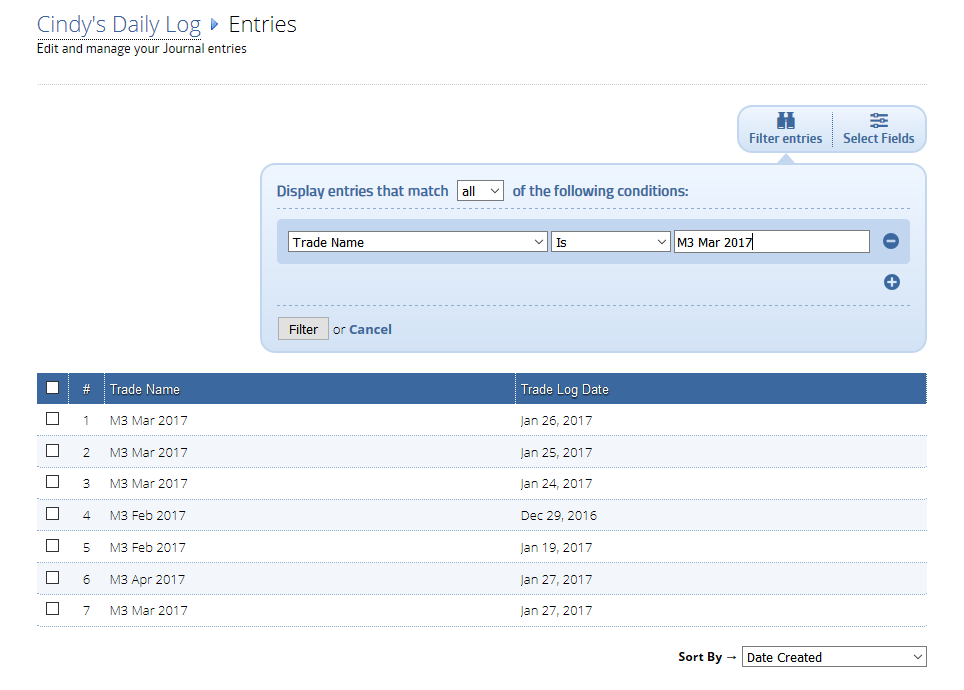 Cindy's Daily Log Entries
Edit and manage your Journal entries
Filter entries Select Fields
Display entries that match all of the following conditions:
Trade Name Is M3 Mar 2017
Filter or Cancel
# Trade Name Trade Log Date
1 M3 Mar 2017 Jan 26, 2017
2 M3 Mar 2017 Jan 25, 2017
3 M3 Mar 2017 Jan 24, 2017
4 M3 Feb 2017 Dec 29, 2016
5 M3 Feb 2017 Jan 19, 2017
6 M3 Apr 2017 Jan 27, 2017
7 M3 Mar 2017 Jan 27, 2017
Sort By → Date Created